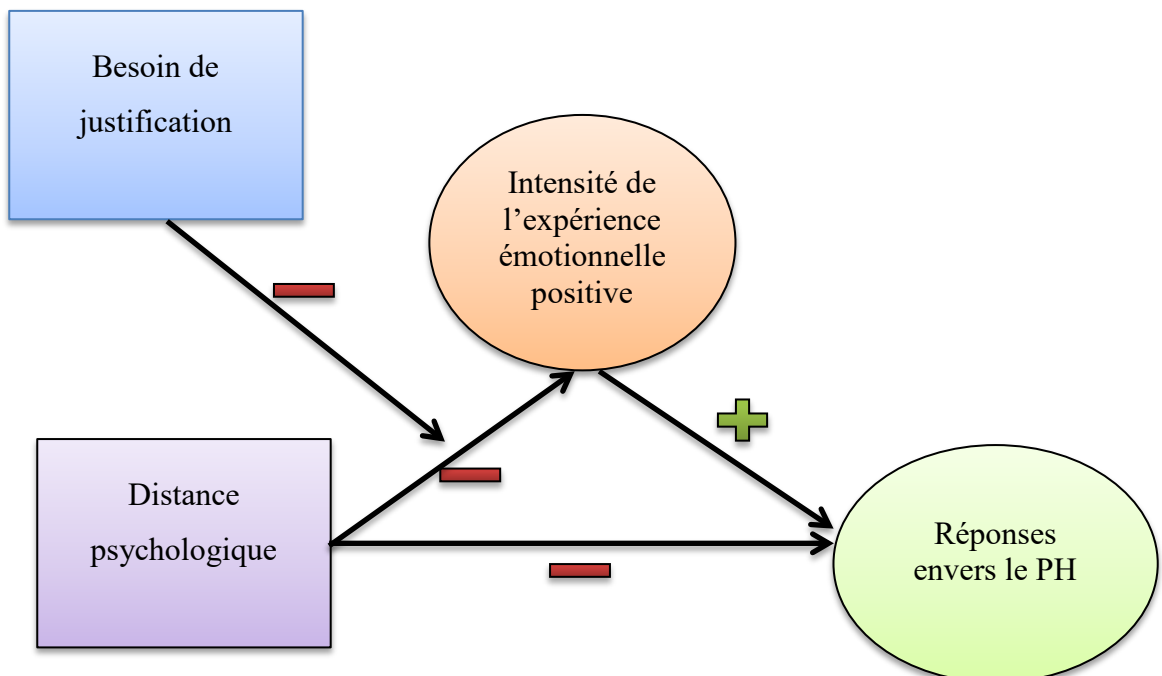 Besoin de
justification
Intensité de
l’expérience
émotionnelle
positive
Distance
psychologique
Réponses
envers le PH